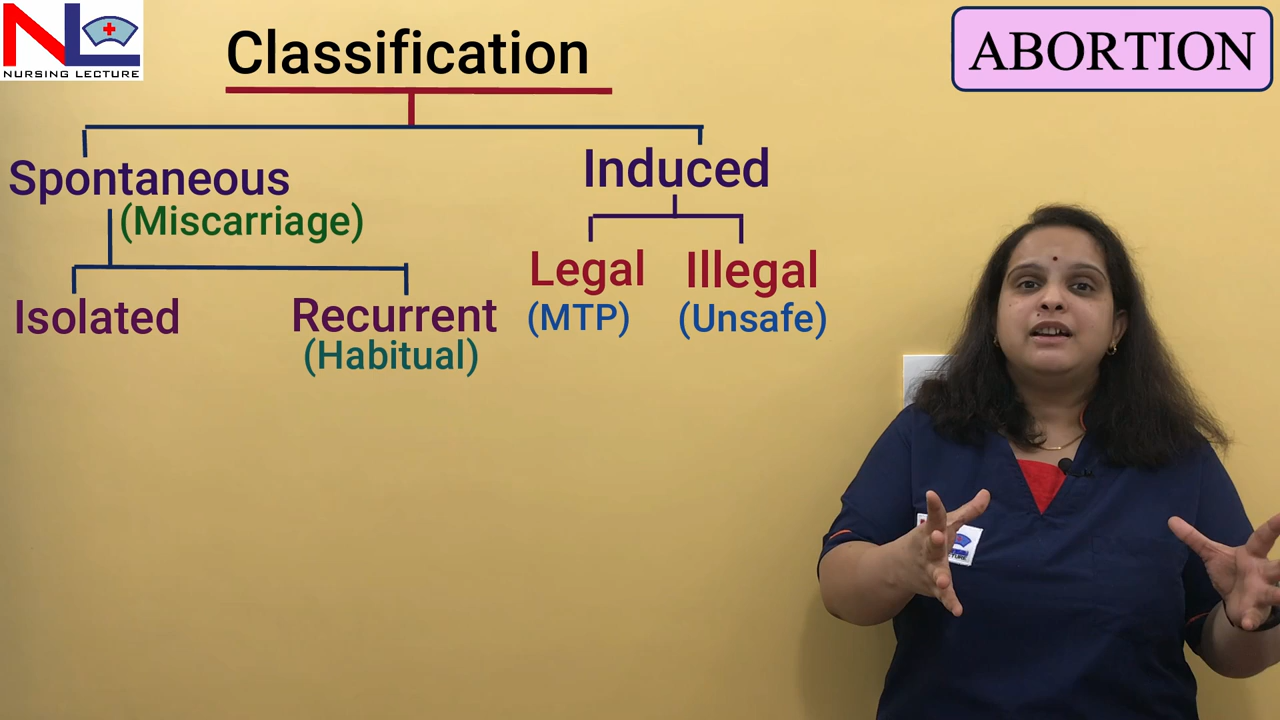 NL
NURSING LECTURE
Classification
ABORTION
Spontaneous
(Miscarriage)
Isolated
Recurrent
(Habitual)
Induced
Legal
(MTP)
Illegal
(Unsafe)